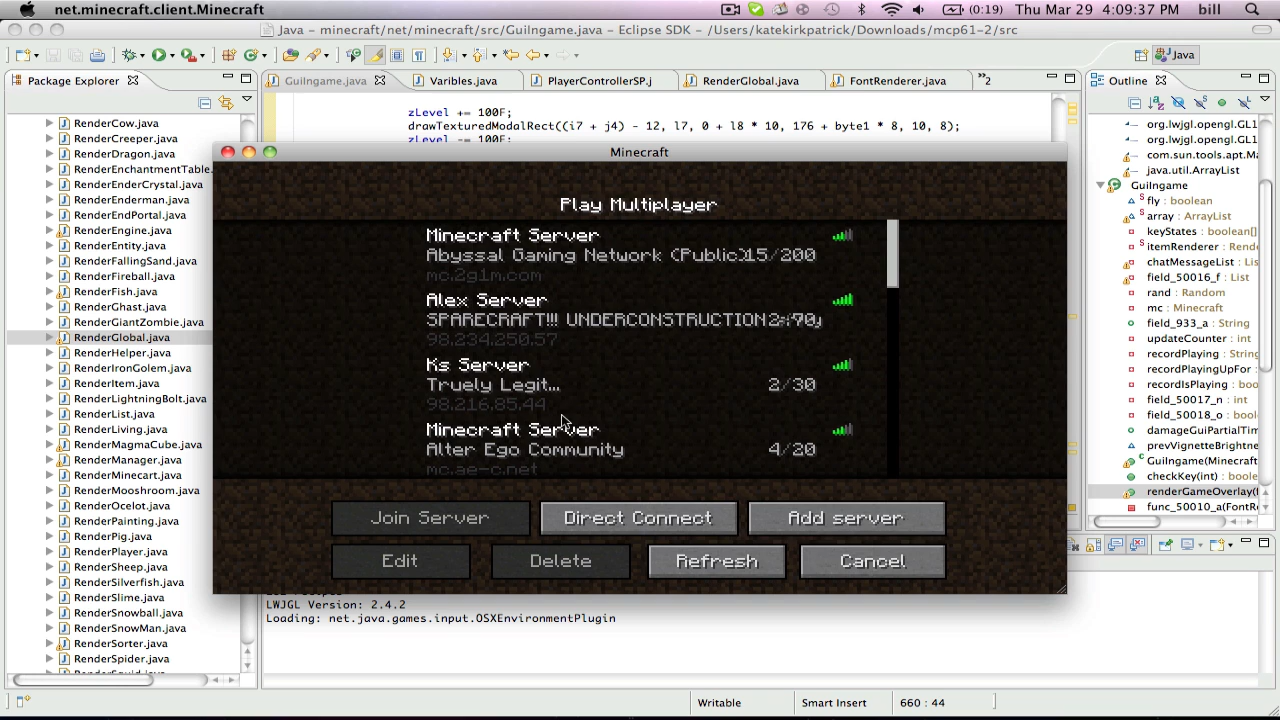 net.minecraft.client.Minecraft
(0:19) Thu Mar 29 4:09:37 PM bill
Java - minecraft/net/minecraft/src/GuiIngame.java - Eclipse SDK - /Users/katekirkpatrick/Downloads/mcp61-2/src
Java
Package Explorer
GuiIngame.java
Varibles.java
PlayerControllerSP.j
RenderGlobal.java
FontRenderer.java
»2
Outline
RenderCow.java
RenderCreeper.java
RenderDragon.java
RenderEnchantmentTable.
RenderEnderCrystal.java
RenderEnderman.java
RenderEndPortal.java
RenderEngine.java
RenderEntity.java
RenderFallingSand.java
RenderFireball.java
RenderFish.java
RenderGhast.java
RenderGiantZombie.java
RenderGlobal.java
RenderHelper.java
RenderIronGolem.java
RenderItem.java
RenderLightningBolt.java
RenderList.java
RenderLiving.java
RenderMagmaCube.java
RenderManager.java
RenderMinecart.java
RenderMooshroom.java
RenderOcelot.java
RenderPainting.java
RenderPig.java
RenderPlayer.java
RenderSheep.java
RenderSilverfish.java
RenderSlime.java
RenderSnowball.java
RenderSnowMan.java
RenderSorter.java
RenderSpider.java
RenderSquid.java
zLevel += 100F;
drawTexturedModalRect((i7 + j4) - 12, l7, 0 + l8 * 10, 176 + byte1 * 8, 10, 8);
zLevel -= 100F;
Minecraft
Play Multiplayer
Minecraft Server
Abyssal Gaming Network (Public) 15/200
mc.2g1m.com
Alex Server
SPARECRAFT!!! UNDERCONSTRUCTION 2/70
98.234.250.57
Ks Server
Truely Legit... 2/30
98.216.85.44
Minecraft Server
Alter Ego Community 4/20
mc.ae-c.net
Join Server
Direct Connect
Add server
Edit
Delete
Refresh
Cancel
LWJGL Version: 2.4.2
Loading: net.java.games.input.OSXEnvironmentPlugin
org.lwjgl.opengl.GL1
org.lwjgl.opengl.GL1
com.sun.tools.apt.M
java.util.ArrayList
GuiIngame
fly : boolean
array : ArrayList
keyStates : boolean[]
itemRenderer : Rende
chatMessageList : List
field_50016_f : List
rand : Random
mc : Minecraft
field_933_a : String
updateCounter : int
recordPlaying : String
recordPlayingUpFor :
recordIsPlaying : bool
field_50017_n : int
field_50018_o : bool
damageGuiPartialTim
prevVignetteBrightn
GuiIngame(Minecraft
checkKey(int) : bool
renderGameOverlay(f
func_50010_a(FontR
Writable
Smart Insert
660 : 44